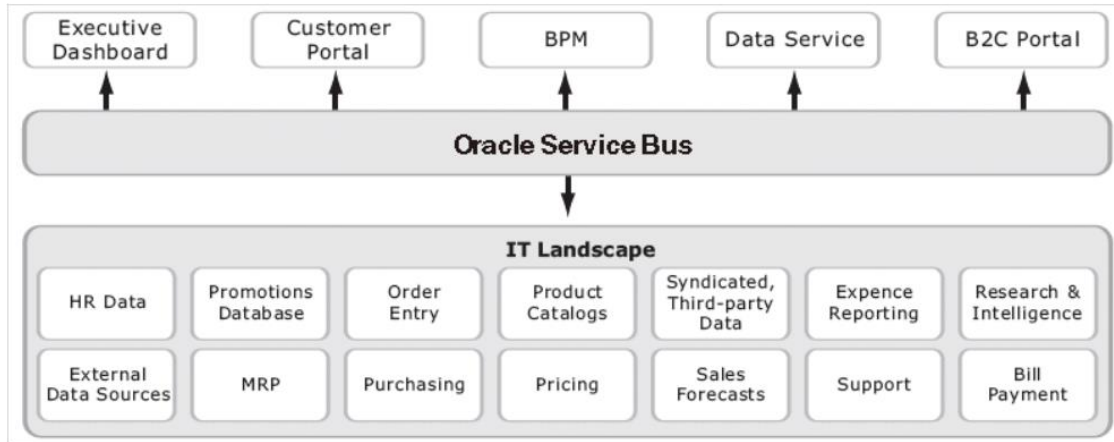 Executive
Dashboard
Customer
Portal
BPM
Data Service
B2C Portal
Oracle Service Bus
IT Landscape
HR Data
Promotions
Database
Order
Entry
Product
Catalogs
Syndicated,
Third-party
Data
Expence
Reporting
Research &
Intelligence
External
Data Sources
MRP
Purchasing
Pricing
Sales
Forecasts
Support
Bill
Payment